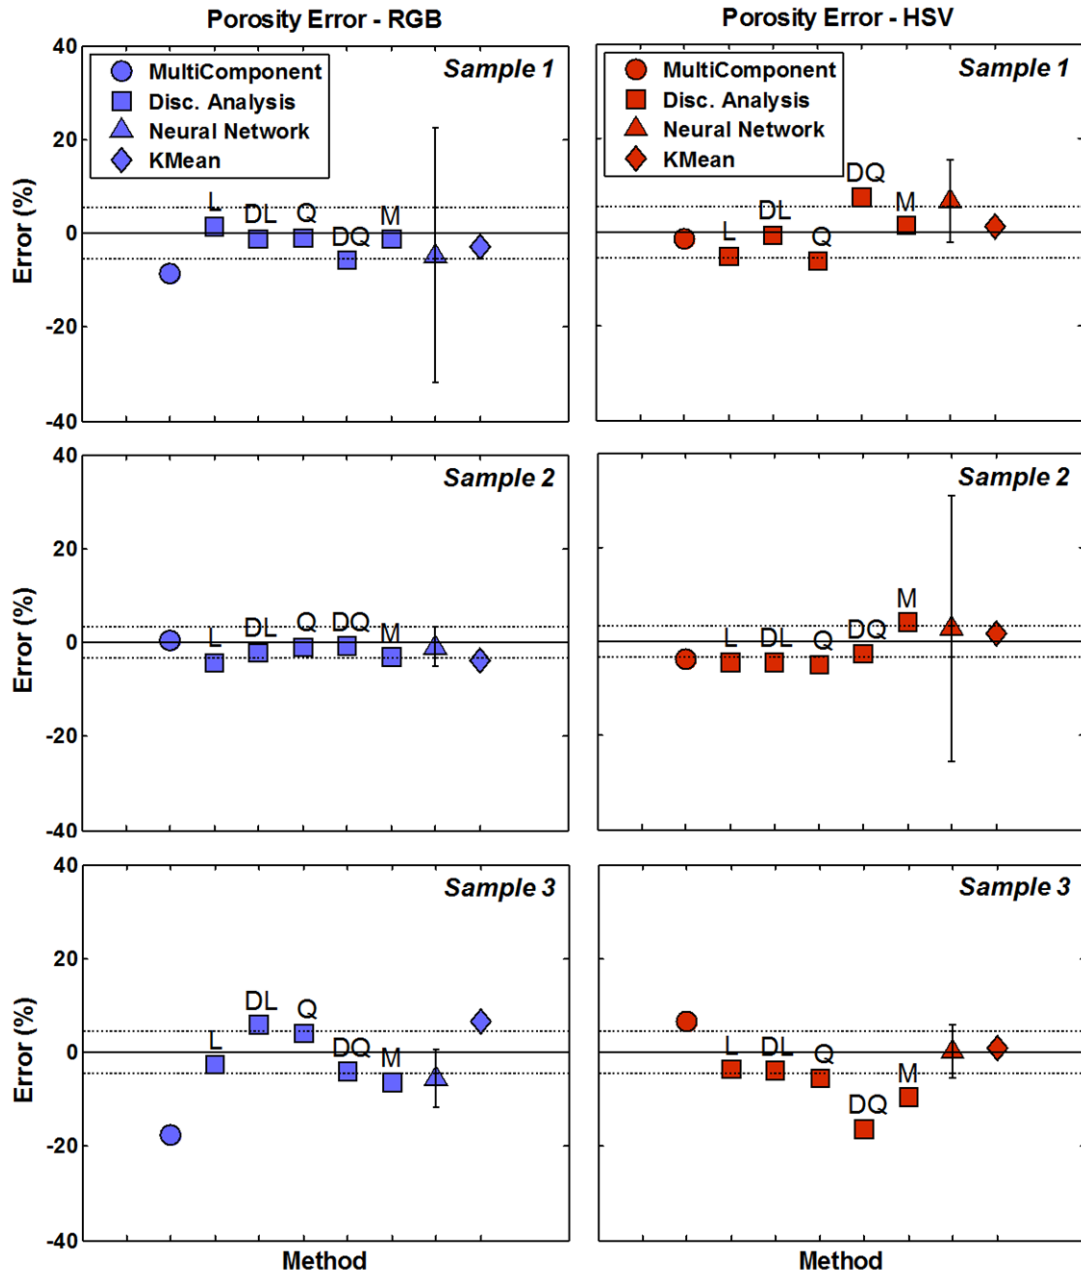 Porosity Error - RGB
Porosity Error - HSV
40
20
0
-20
-40
Error (%)
MultiComponent
Disc. Analysis
Neural Network
KMean
Sample 1
L
DL
Q
DQ
M
MultiComponent
Disc. Analysis
Neural Network
KMean
Sample 1
L
DL
Q
DQ
M
40
20
0
-20
-40
Error (%)
Sample 2
L
DL
Q
DQ
M
Sample 2
L
DL
Q
DQ
M
40
20
0
-20
-40
Error (%)
Sample 3
L
DL
Q
DQ
M
Sample 3
L
DL
Q
DQ
M
Method
Method